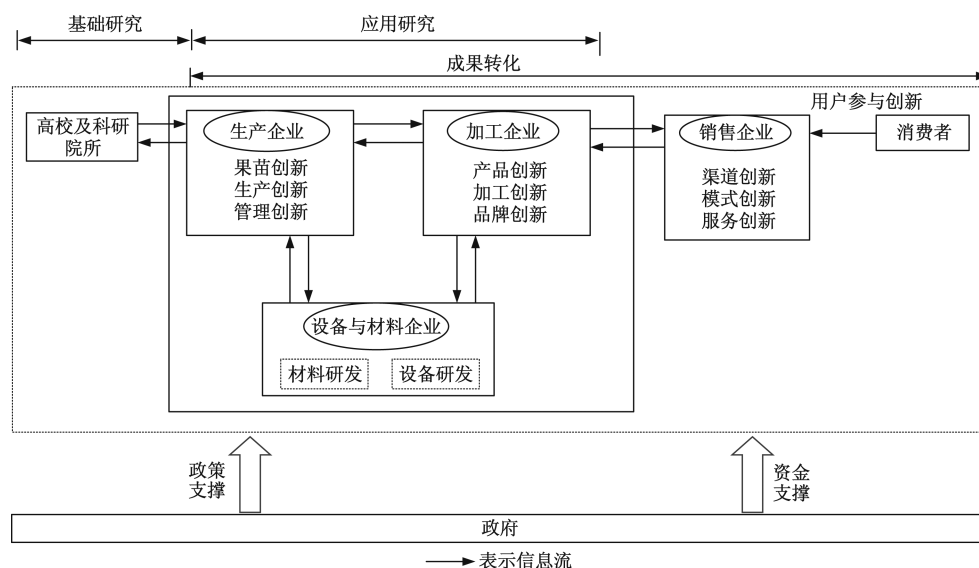 基础研究
应用研究
成果转化
用户参与创新
高校及科研
院所
生产企业
果苗创新
生产创新
管理创新
加工企业
产品创新
加工创新
品牌创新
销售企业
渠道创新
模式创新
服务创新
消费者
设备与材料企业
材料研发
设备研发
政策
支撑
资金
支撑
政府
表示信息流